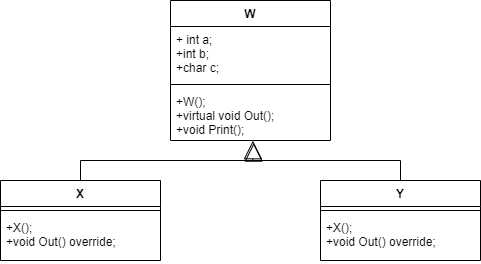 W
+ int a;
+int b;
+char c;
+W();
+virtual void Out();
+void Print();
X
+X();
+void Out() override;
Y
+X();
+void Out() override;